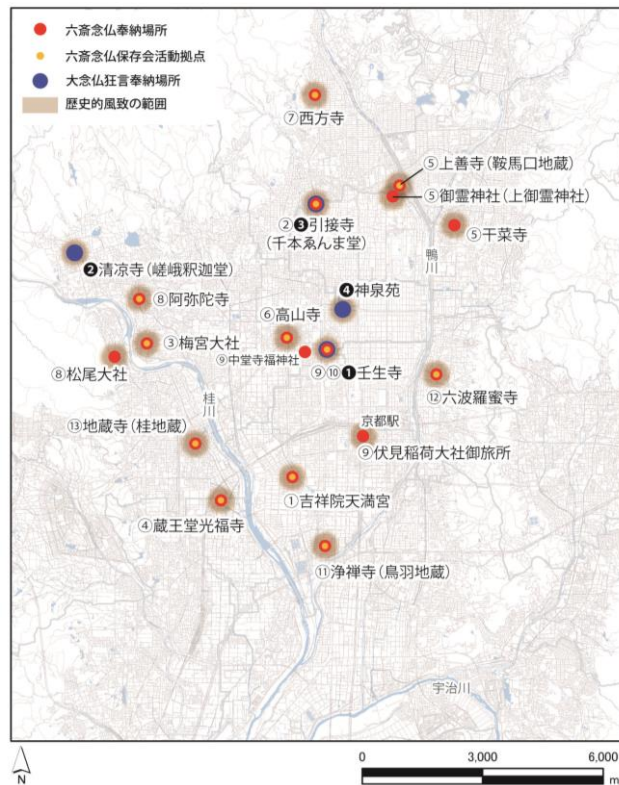 六斎念仏奉納場所
六斎念仏保存会活動拠点
大念仏狂言奉納場所
歴史的風致の範囲
⑦西方寺
⑤上善寺（鞍馬口地蔵）
⑤御霊神社（上御霊神社）
②❸引接寺
（千本ゑんま堂）
鴨川
⑤干菜寺
❷清凉寺（嵯峨釈迦堂）
⑧阿弥陀寺
❹神泉苑
⑥高山寺
③梅宮大社
⑨中堂寺福神社
⑧松尾大社
⑨⑩❶壬生寺
⑫六波羅蜜寺
桂川
京都駅
⑬地蔵寺（桂地蔵）
⑨伏見稲荷大社御旅所
①吉祥院天満宮
④蔵王堂光福寺
⑪浄禅寺（鳥羽地蔵）
宇治川
N
0 3,000 6,000
m